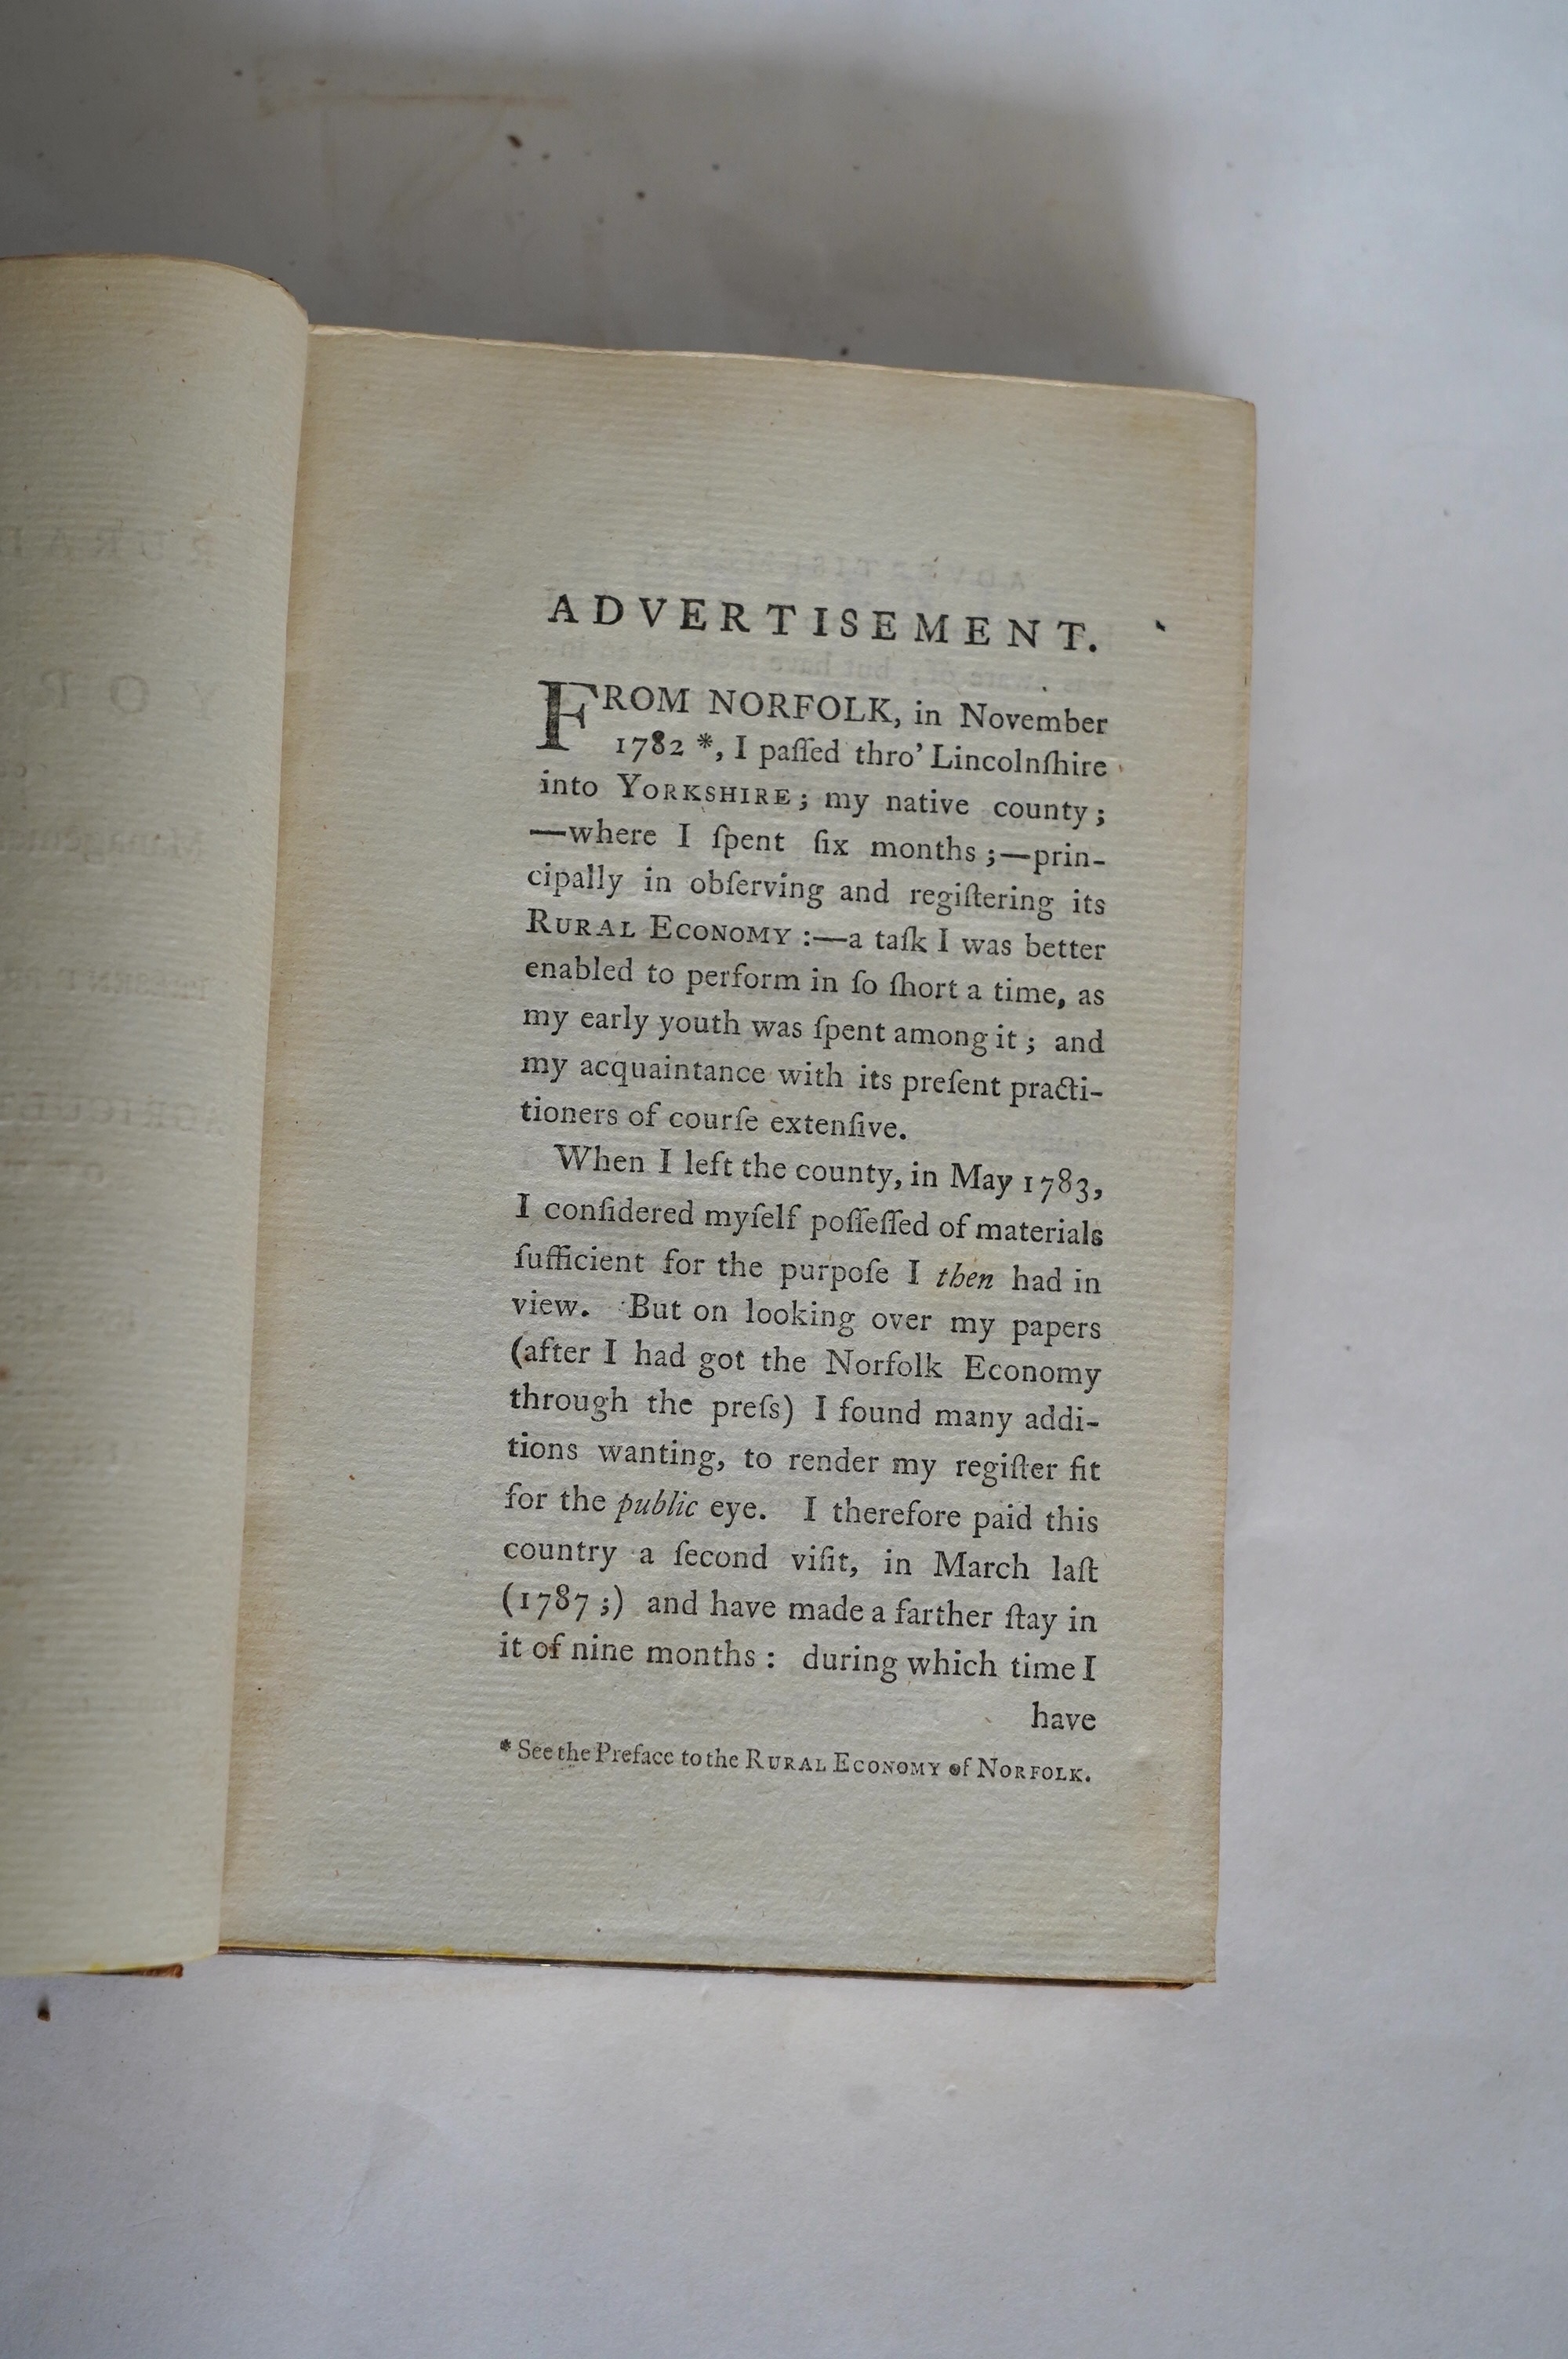 ADVERTISEMENT.
FROM NORFOLK, in November
1782 *, I paſſed thro' Lincolnſhire
into YORKSHIRE; my native county;
—where I ſpent ſix months;—prin-
cipally in obſerving and regiſtering its
RURAL ECONOMY:—a taſk I was better
enabled to perform in ſo ſhort a time, as
my early youth was ſpent among it; and
my acquaintance with its preſent practi-
tioners of courſe extenſive.
When I left the county, in May 1783,
I conſidered myſelf poſſeſſed of materials
ſufficient for the purpoſe I then had in
view. But on looking over my papers
(after I had got the Norfolk Economy
through the preſs) I found many addi-
tions wanting, to render my regiſter fit
for the public eye. I therefore paid this
country a ſecond viſit, in March laſt
(1787;) and have made a farther ſtay in
it of nine months: during which time I
have
* See the Preface to the RURAL ECONOMY of NORFOLK.